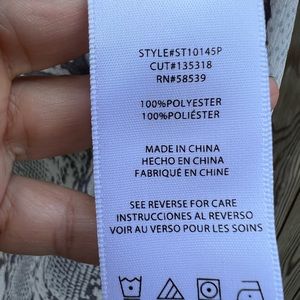 STYLE#ST10145P
CUT#135318
RN#58539
100%POLYESTER
100%POLIÉSTER
MADE IN CHINA
HECHO EN CHINA
FABRIQUÉ EN CHINE
SEE REVERSE FOR CARE
INSTRUCCIONES AL REVERSO
VOIR AU VERSO POUR LES SOINS